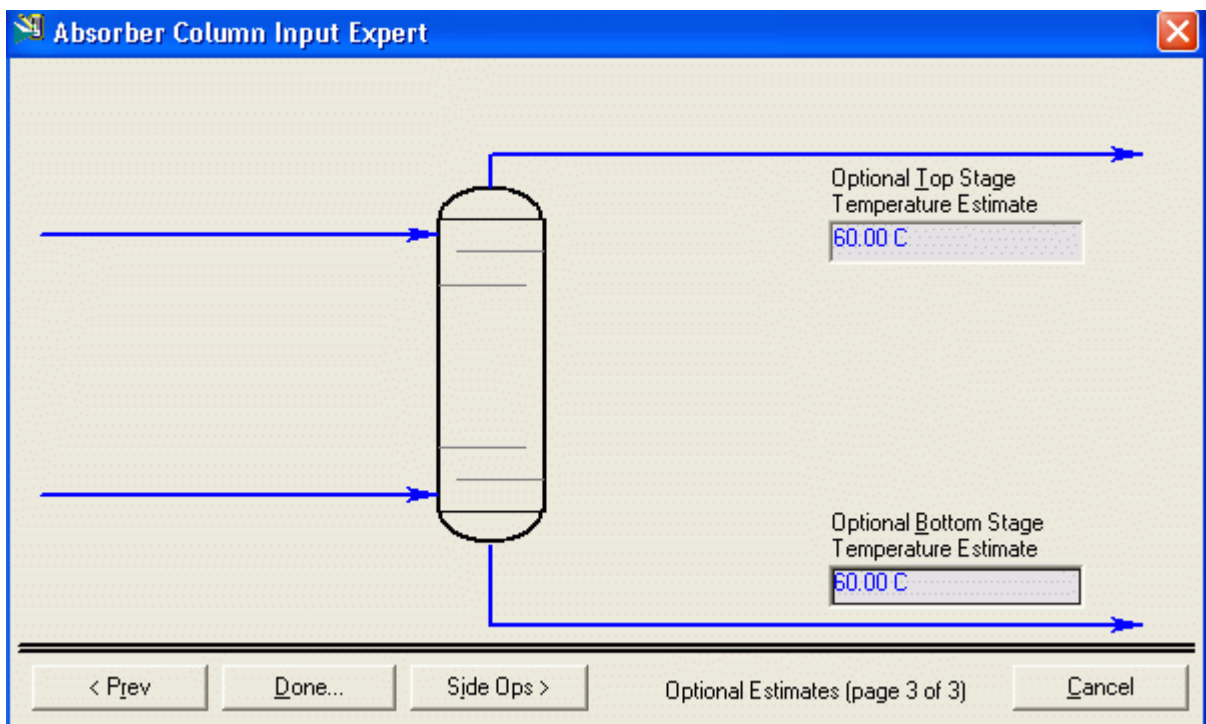 Absorber Column Input Expert
Optional Top Stage
Temperature Estimate
60.00 C
Optional Bottom Stage
Temperature Estimate
60.00 C
< Prev
Done...
Side Ops >
Optional Estimates (page 3 of 3)
Cancel